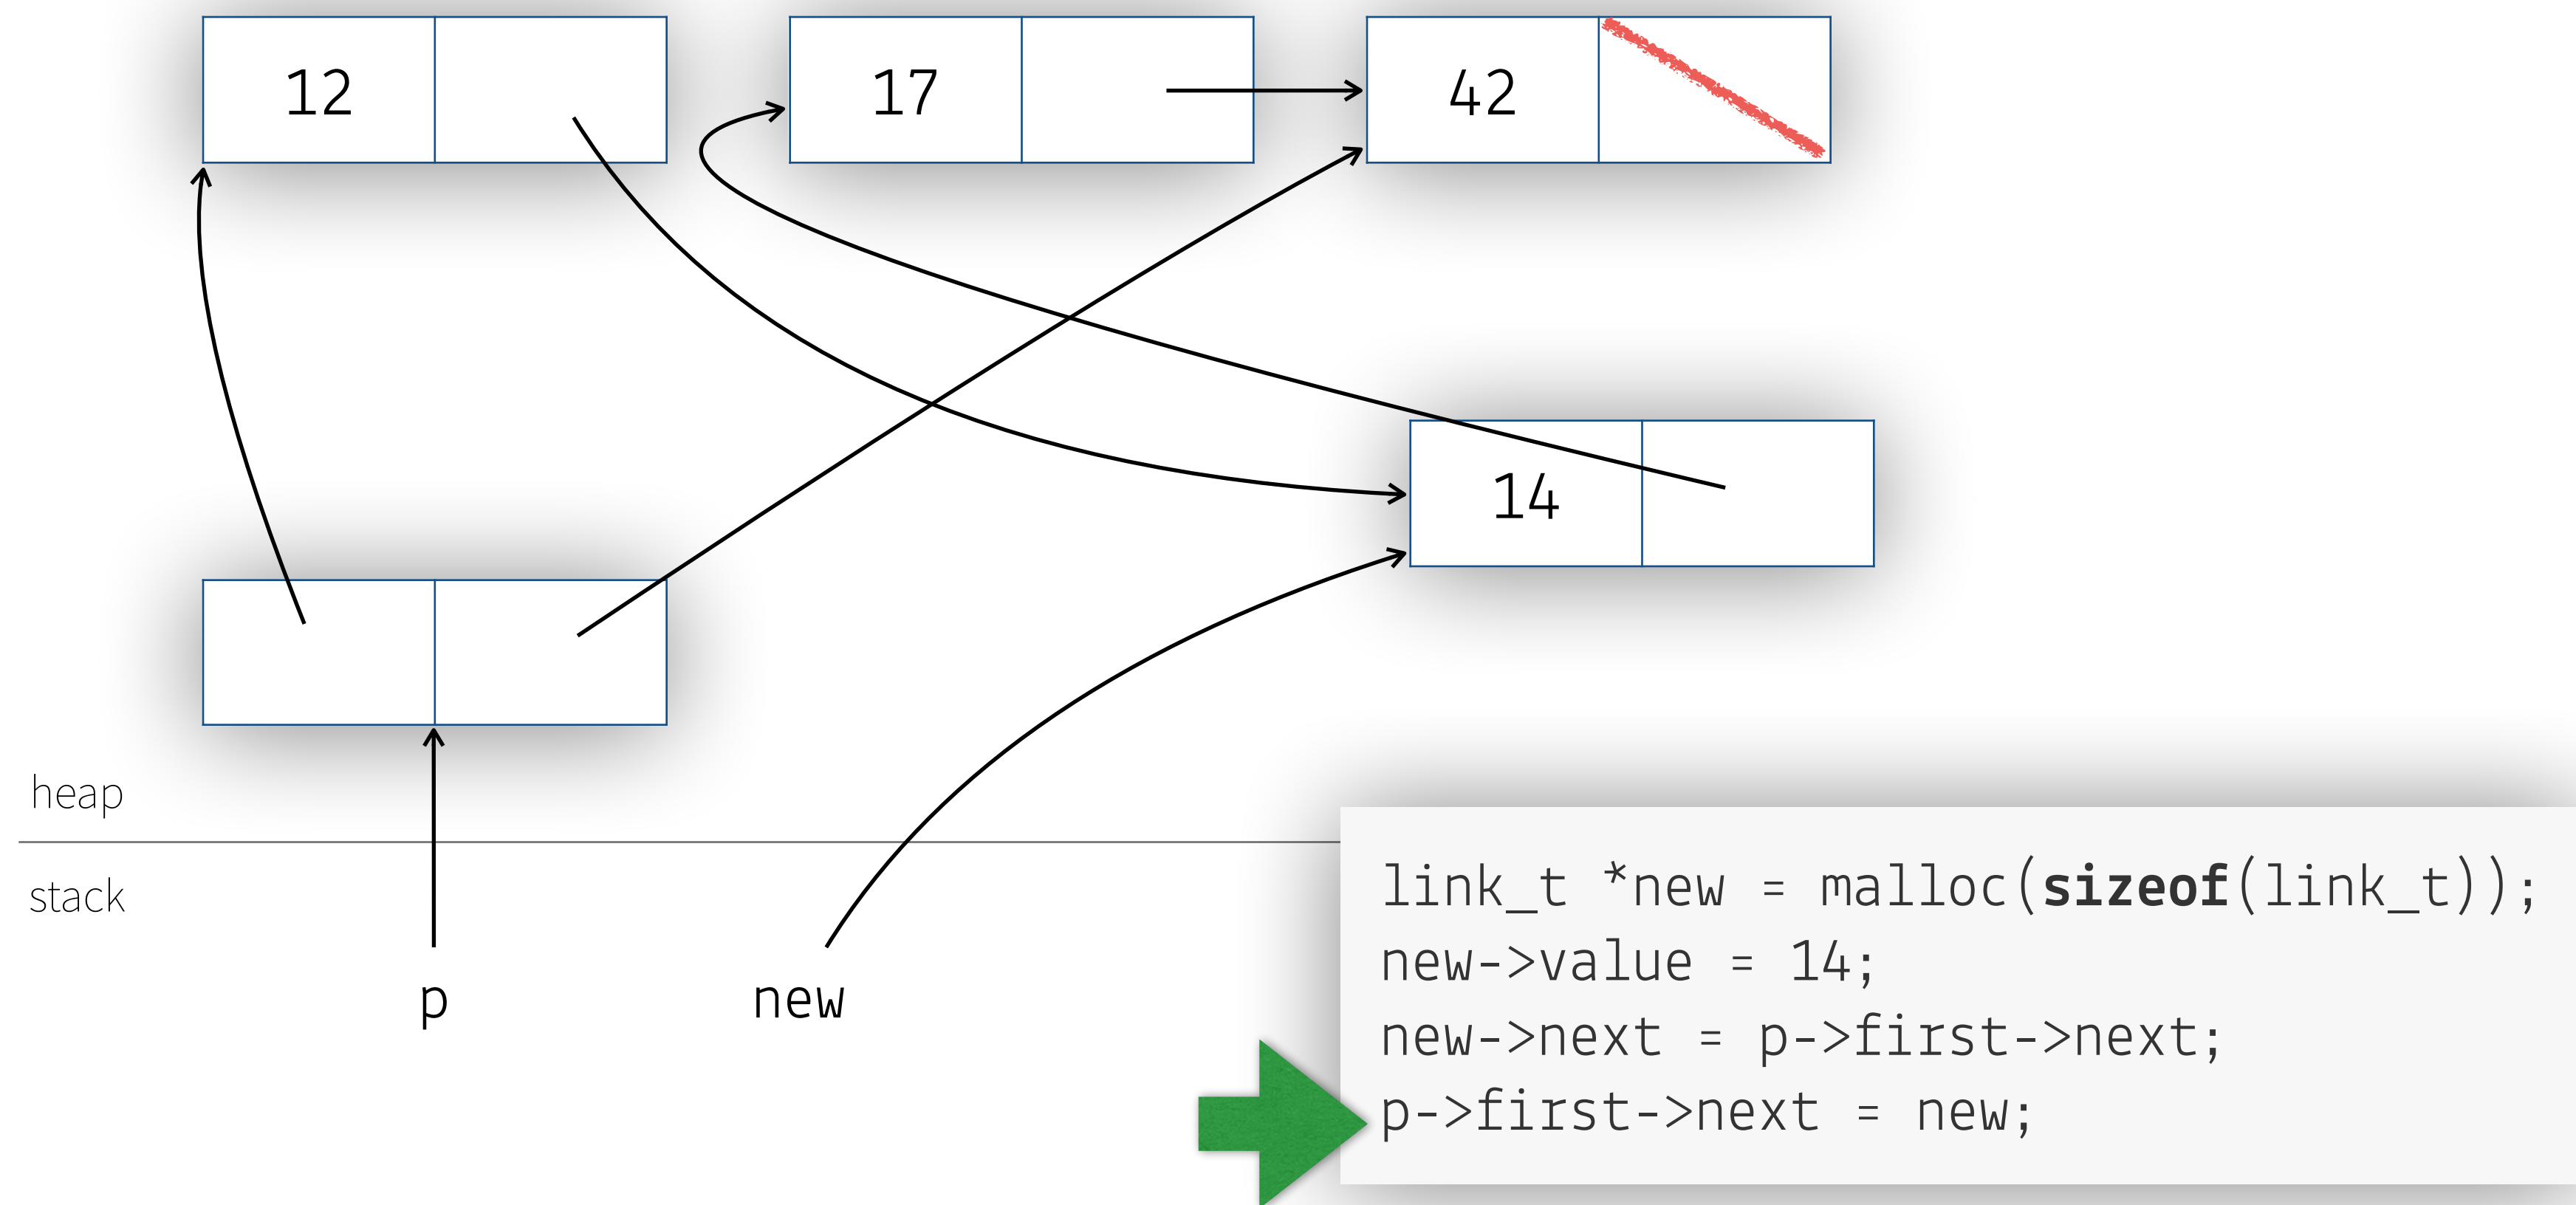 12
17
42
14
heap
stack
p
new
link_t *new = malloc(sizeof(link_t));
new->value = 14;
new->next = p->first->next;
p->first->next = new;